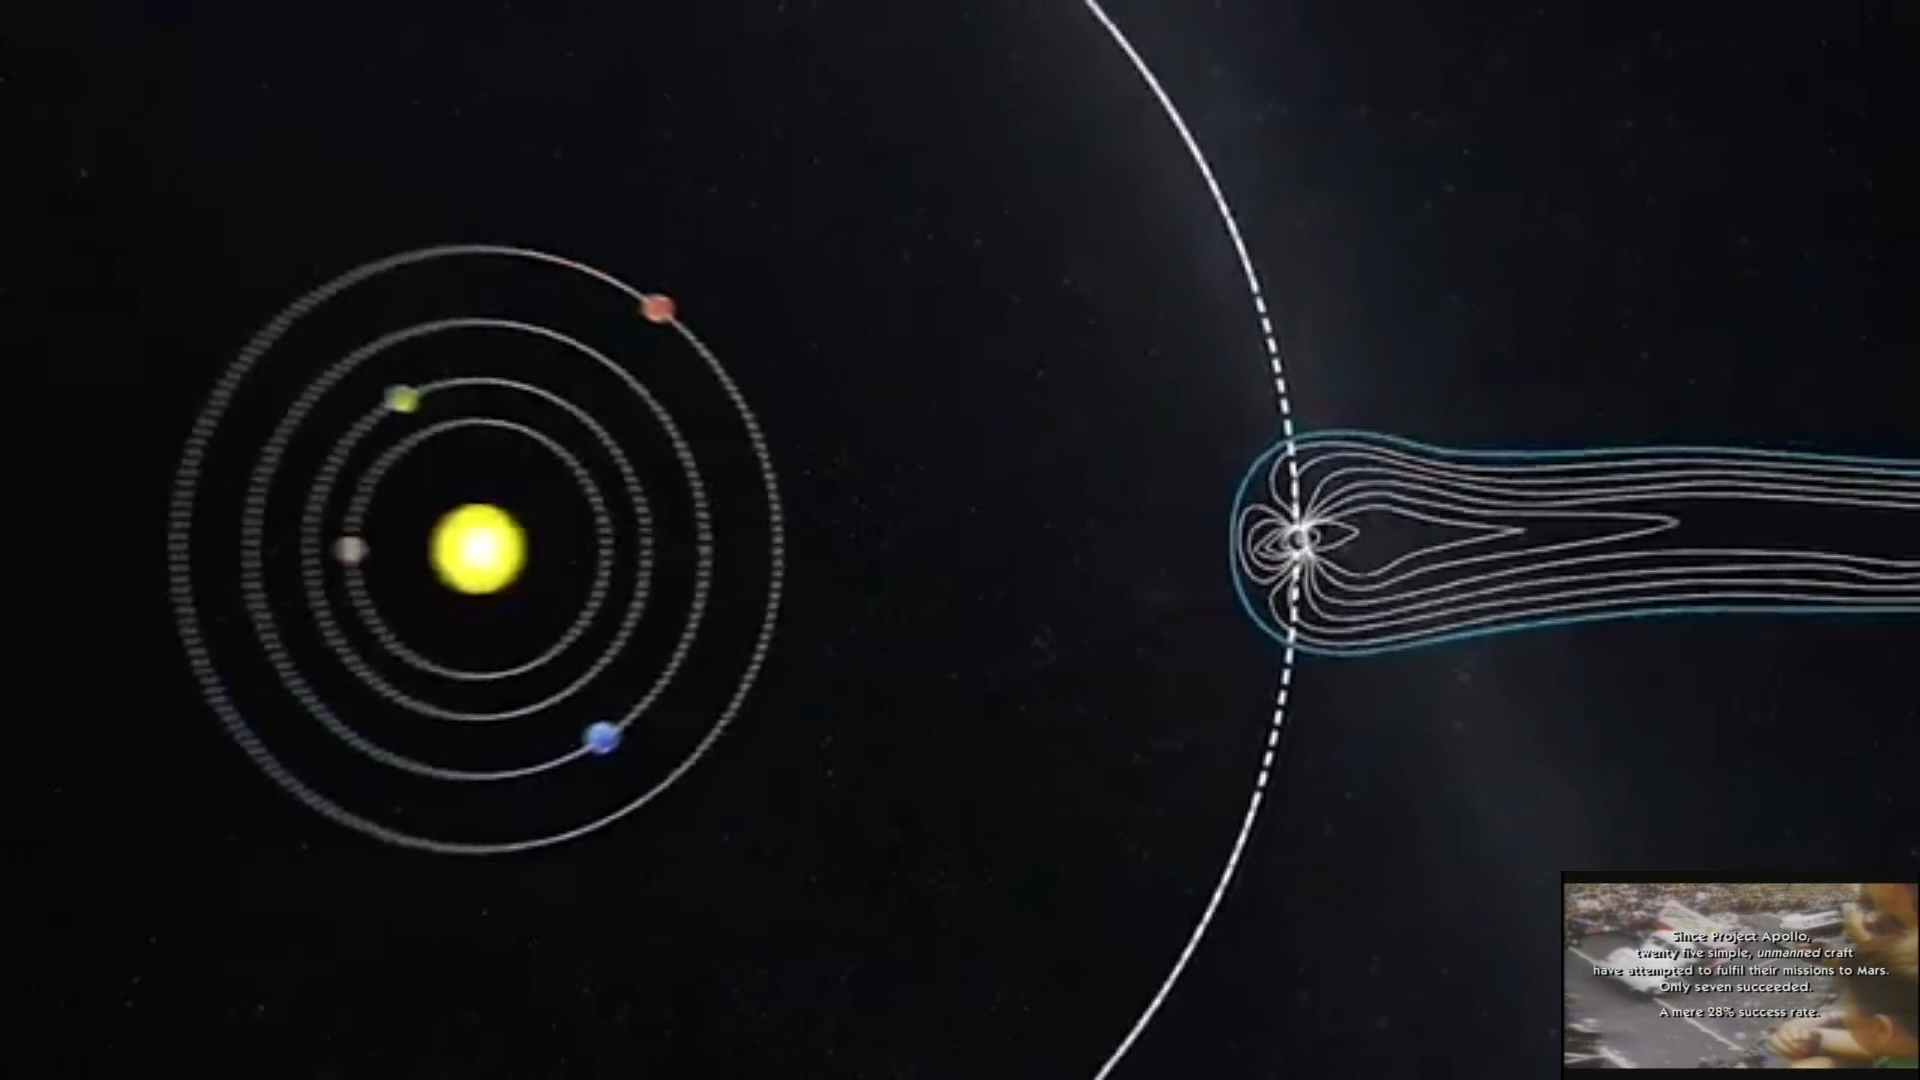 Since Project Apollo,
twenty five simple, unmanned craft
have attempted to fulfil their missions to Mars.
Only seven succeeded.
A mere 28% success rate.